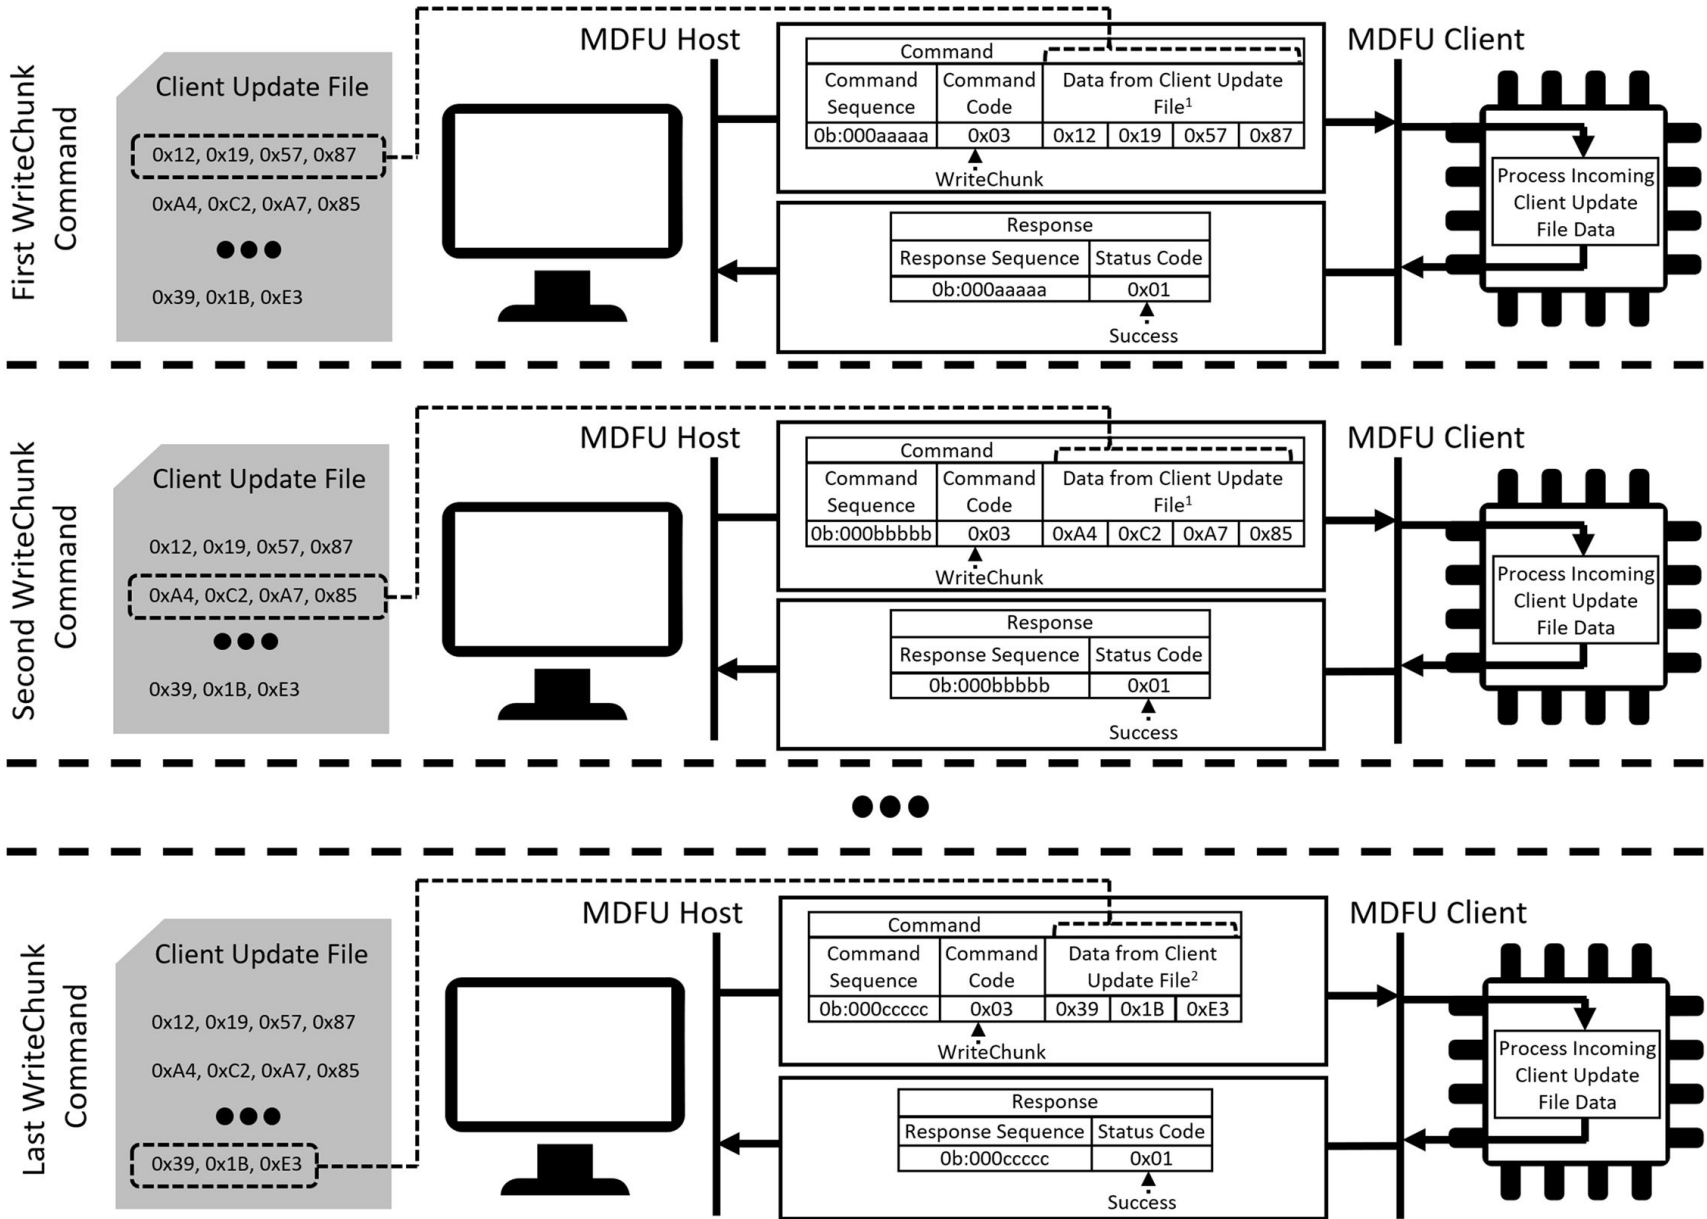 First WriteChunk
Command
Client Update File
0x12, 0x19, 0x57, 0x87
0xA4, 0xC2, 0xA7, 0x85
●●●
0x39, 0x1B, 0xE3
MDFU Host
Command
Command Sequence
Command Code
Data from Client Update File¹
0b:000aaaaa
0x03
0x12
0x19
0x57
0x87
WriteChunk
Response
Response Sequence
Status Code
0b:000aaaaa
0x01
Success
MDFU Client
Process Incoming
Client Update
File Data
Second WriteChunk
Command
Client Update File
0x12, 0x19, 0x57, 0x87
0xA4, 0xC2, 0xA7, 0x85
●●●
0x39, 0x1B, 0xE3
MDFU Host
Command
Command Sequence
Command Code
Data from Client Update File¹
0b:000bbbbb
0x03
0xA4
0xC2
0xA7
0x85
WriteChunk
Response
Response Sequence
Status Code
0b:000bbbbb
0x01
Success
MDFU Client
Process Incoming
Client Update
File Data
●●●
Last WriteChunk
Command
Client Update File
0x12, 0x19, 0x57, 0x87
0xA4, 0xC2, 0xA7, 0x85
●●●
0x39, 0x1B, 0xE3
MDFU Host
Command
Command Sequence
Command Code
Data from Client Update File²
0b:000ccccc
0x03
0x39
0x1B
0xE3
WriteChunk
Response
Response Sequence
Status Code
0b:000ccccc
0x01
Success
MDFU Client
Process Incoming
Client Update
File Data